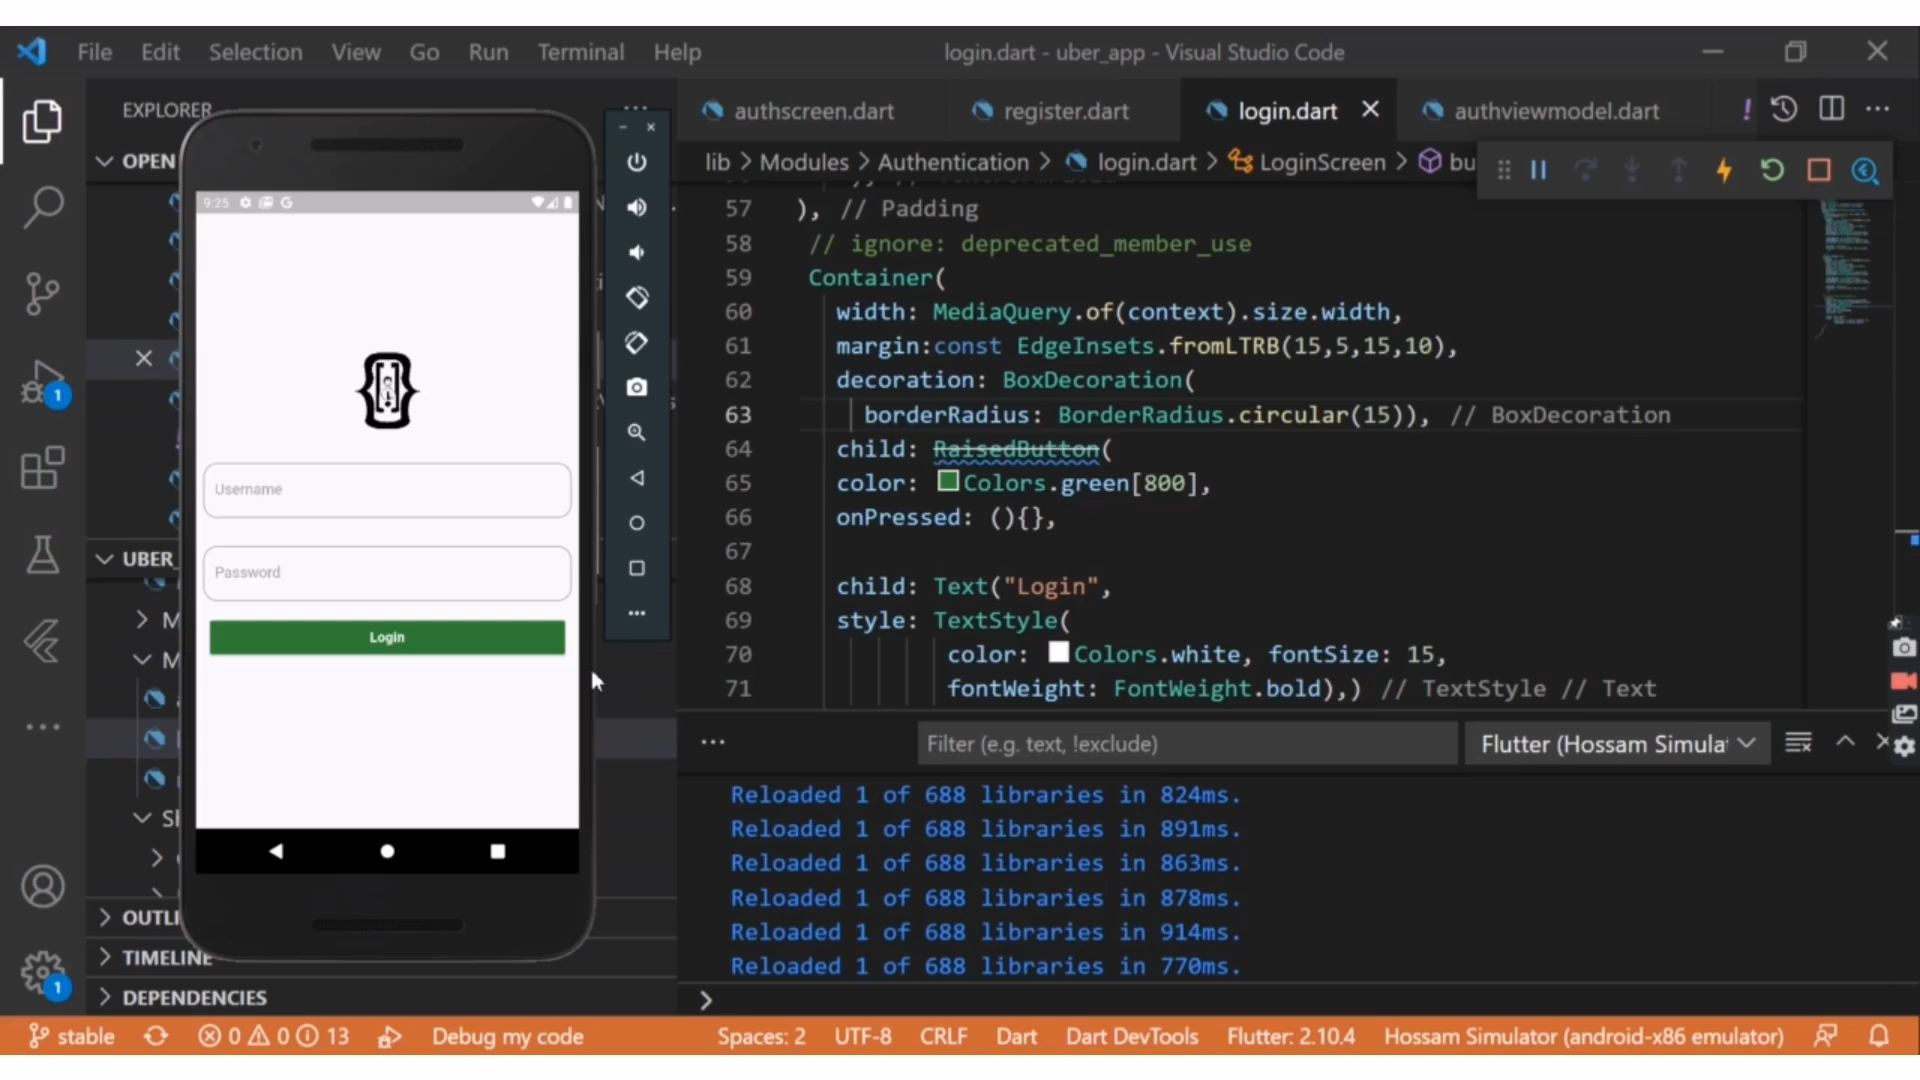 File Edit Selection View Go Run Terminal Help
login.dart - uber_app - Visual Studio Code
EXPLORER
OPEN
UBER_
OUTLI
TIMELINE
DEPENDENCIES
9:25
Username
Password
Login
authscreen.dart
register.dart
login.dart
authviewmodel.dart
lib > Modules > Authentication > login.dart > LoginScreen > bu
57 ), // Padding
58 // ignore: deprecated_member_use
59 Container(
60 width: MediaQuery.of(context).size.width,
61 margin:const EdgeInsets.fromLTRB(15,5,15,10),
62 decoration: BoxDecoration(
63 borderRadius: BorderRadius.circular(15)), // BoxDecoration
64 child: RaisedButton(
65 color: Colors.green[800],
66 onPressed: (){},
67
68 child: Text("Login",
69 style: TextStyle(
70 color: Colors.white, fontSize: 15,
71 fontWeight: FontWeight.bold),) // TextStyle // Text
Filter (e.g. text, !exclude)
Flutter (Hossam Simula
Reloaded 1 of 688 libraries in 824ms.
Reloaded 1 of 688 libraries in 891ms.
Reloaded 1 of 688 libraries in 863ms.
Reloaded 1 of 688 libraries in 878ms.
Reloaded 1 of 688 libraries in 914ms.
Reloaded 1 of 688 libraries in 770ms.
stable 0 0 13 Debug my code Spaces: 2 UTF-8 CRLF Dart Dart DevTools Flutter: 2.10.4 Hossam Simulator (android-x86 emulator)